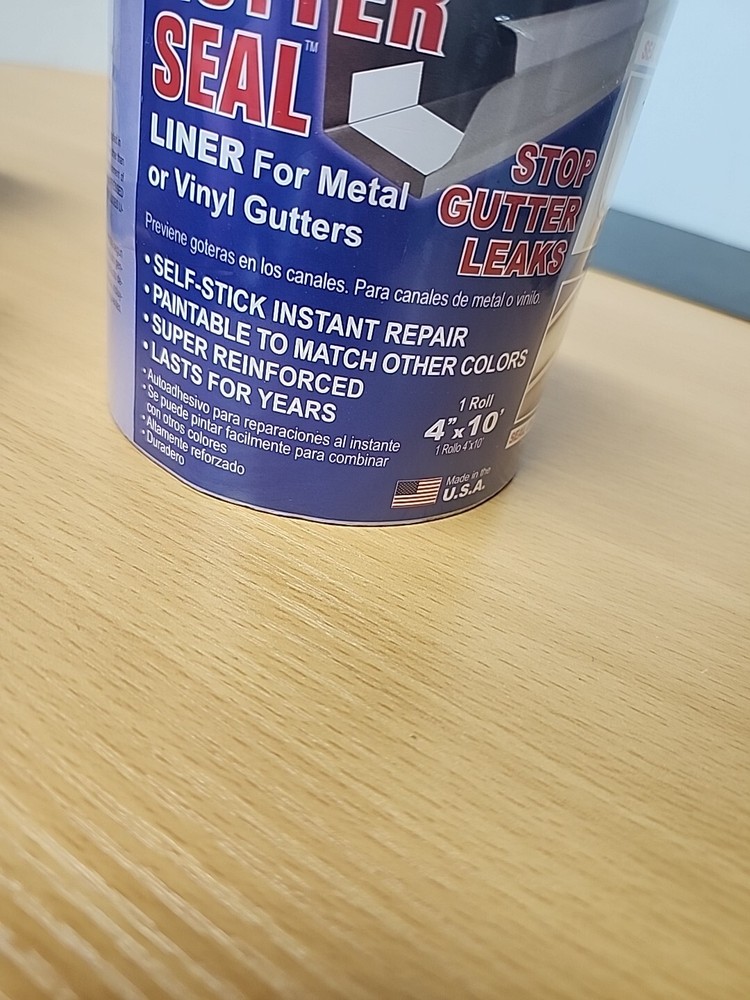 GUTTER
SEAL™
LINER For Metal
or Vinyl Gutters
STOP
GUTTER
LEAKS
Previene goteras en los canales. Para canales de metal o vinilo.
• SELF-STICK INSTANT REPAIR
• PAINTABLE TO MATCH OTHER COLORS
• SUPER REINFORCED
• LASTS FOR YEARS
• Autoadhesivo para reparaciones al instante
• Se puede pintar facilmente para combinar
con otros colores
• Altamente reforzado
• Duradero
1 Roll
4"x10'
1 Rollo 4"x10'
Made in the
U.S.A.